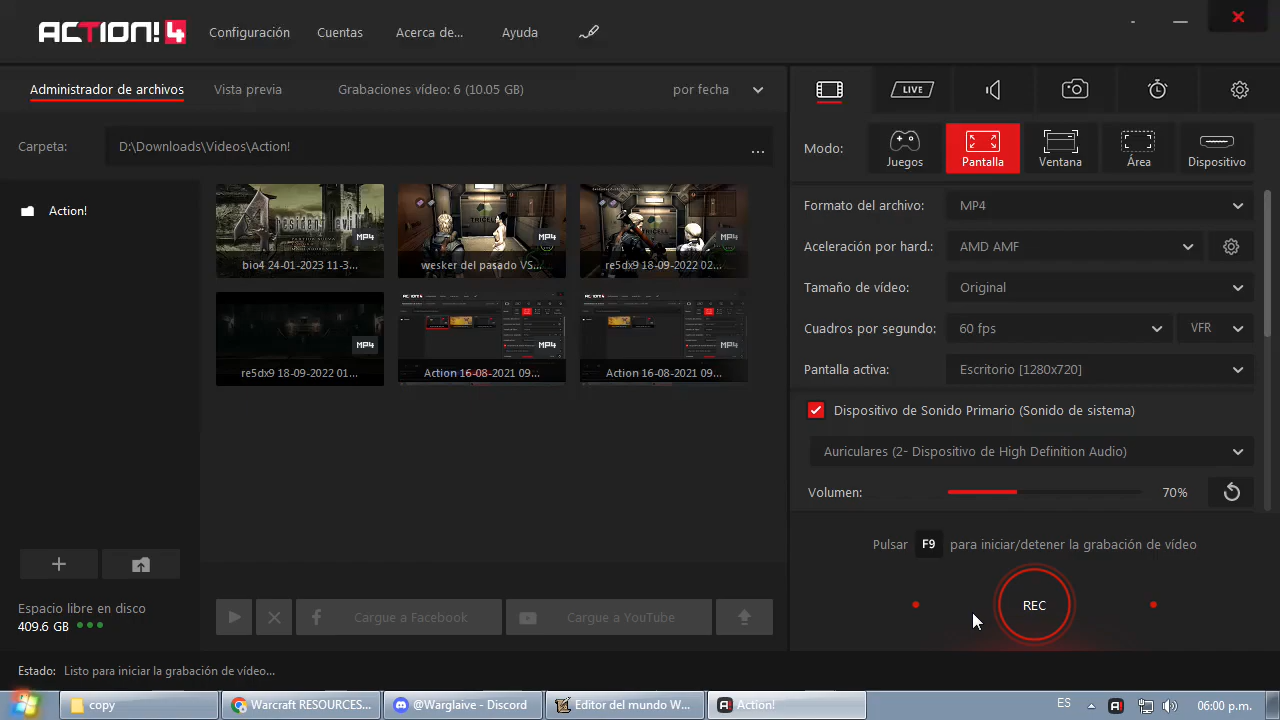 ACTION! 4
Configuración Cuentas Acerca de... Ayuda
Administrador de archivos Vista previa Grabaciones vídeo: 6 (10.05 GB) por fecha
LIVE
Carpeta: D:\Downloads\Videos\Action! ...
Modo: Juegos Pantalla Ventana Área Dispositivo
Action!
MP4 MP4 MP4
bio4 24-01-2023 11-3... wesker del pasado VS... re5dx9 18-09-2022 02...
MP4 MP4 MP4
re5dx9 18-09-2022 01... Action 16-08-2021 09... Action 16-08-2021 09...
Formato del archivo: MP4
Aceleración por hard.: AMD AMF
Tamaño de vídeo: Original
Cuadros por segundo: 60 fps VFR
Pantalla activa: Escritorio [1280x720]
Dispositivo de Sonido Primario (Sonido de sistema)
Auriculares (2- Dispositivo de High Definition Audio)
Volumen: 70%
Pulsar F9 para iniciar/detener la grabación de vídeo
REC
Espacio libre en disco
409.6 GB
Cargue a Facebook Cargue a YouTube
Estado: Listo para iniciar la grabación de vídeo...
copy Warcraft RESOURCES... @Warglaive - Discord Editor del mundo W... Action! ES 06:00 p.m.